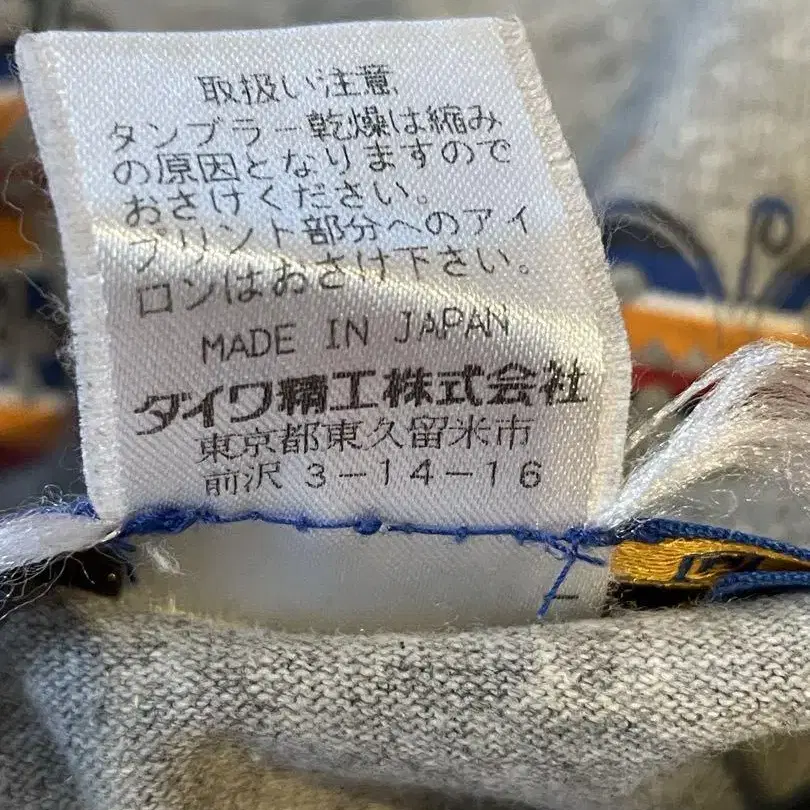 取扱い注意
タンブラー乾燥は縮み
の原因となりますので
おさけください。
プリント部分へのアイ
ロンはおさけ下さい。
MADE IN JAPAN
ダイワ精工株式会社
東京都東久留米市
前沢 3－14－16